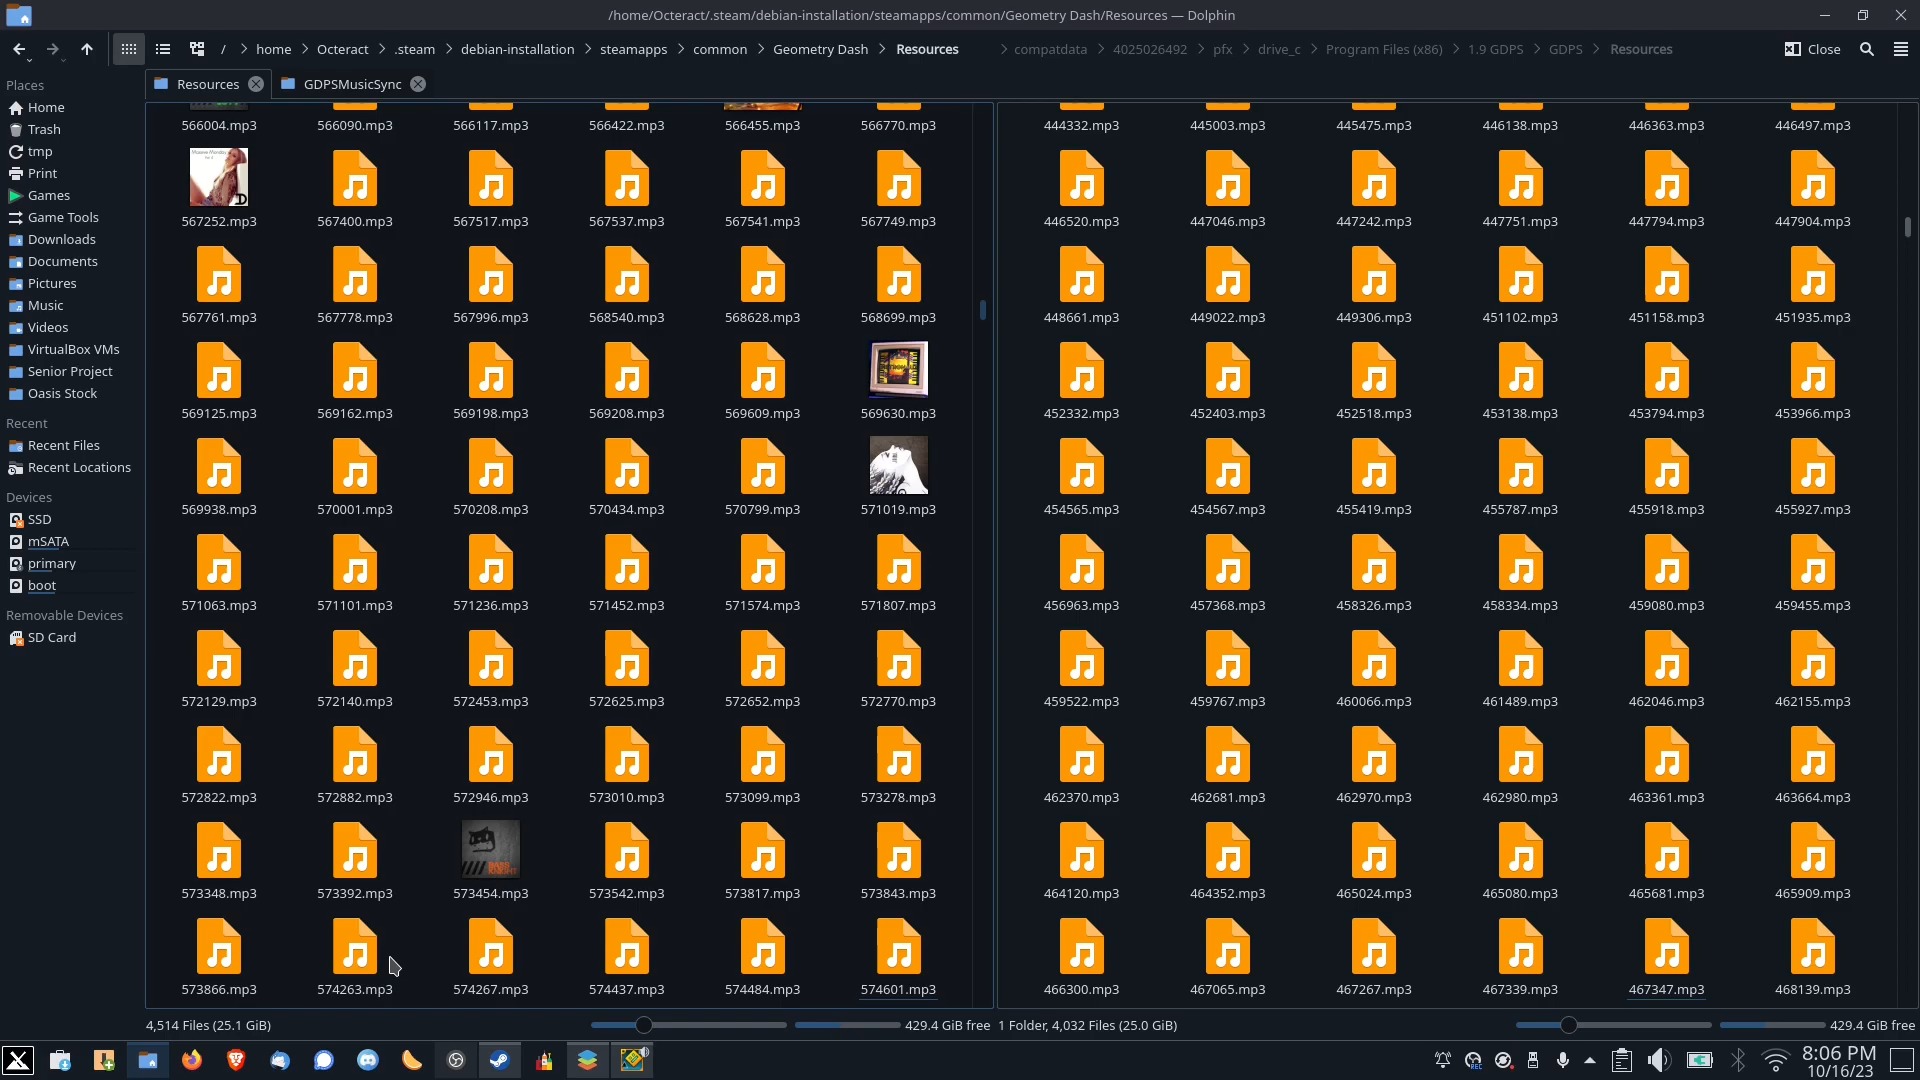 /home/Octeract/.steam/debian-installation/steamapps/common/Geometry Dash/Resources — Dolphin
/ home Octeract .steam debian-installation steamapps common Geometry Dash Resources compatdata 4025026492 pfx drive_c Program Files (x86) 1.9 GDPS GDPS Resources Close
Resources GDPSMusicSync
Places
Home
Trash
tmp
Print
Games
Game Tools
Downloads
Documents
Pictures
Music
Videos
VirtualBox VMs
Senior Project
Oasis Stock
Recent
Recent Files
Recent Locations
Devices
SSD
mSATA
primary
boot
Removable Devices
SD Card
566004.mp3 566090.mp3 566117.mp3 566422.mp3 566455.mp3 566770.mp3
567252.mp3 567400.mp3 567517.mp3 567537.mp3 567541.mp3 567749.mp3
567761.mp3 567778.mp3 567996.mp3 568540.mp3 568628.mp3 568699.mp3
569125.mp3 569162.mp3 569198.mp3 569208.mp3 569609.mp3 569630.mp3
569938.mp3 570001.mp3 570208.mp3 570434.mp3 570799.mp3 571019.mp3
571063.mp3 571101.mp3 571236.mp3 571452.mp3 571574.mp3 571807.mp3
572129.mp3 572140.mp3 572453.mp3 572625.mp3 572652.mp3 572770.mp3
572822.mp3 572882.mp3 572946.mp3 573010.mp3 573099.mp3 573278.mp3
573348.mp3 573392.mp3 573454.mp3 573542.mp3 573817.mp3 573843.mp3
573866.mp3 574263.mp3 574267.mp3 574437.mp3 574484.mp3 574601.mp3
444332.mp3 445003.mp3 445475.mp3 446138.mp3 446363.mp3 446497.mp3
446520.mp3 447046.mp3 447242.mp3 447751.mp3 447794.mp3 447904.mp3
448661.mp3 449022.mp3 449306.mp3 451102.mp3 451158.mp3 451935.mp3
452332.mp3 452403.mp3 452518.mp3 453138.mp3 453794.mp3 453966.mp3
454565.mp3 454567.mp3 455419.mp3 455787.mp3 455918.mp3 455927.mp3
456963.mp3 457368.mp3 458326.mp3 458334.mp3 459080.mp3 459455.mp3
459522.mp3 459767.mp3 460066.mp3 461489.mp3 462046.mp3 462155.mp3
462370.mp3 462681.mp3 462970.mp3 462980.mp3 463361.mp3 463664.mp3
464120.mp3 464352.mp3 465024.mp3 465080.mp3 465681.mp3 465909.mp3
466300.mp3 467065.mp3 467267.mp3 467339.mp3 467347.mp3 468139.mp3
4,514 Files (25.1 GiB) 429.4 GiB free 1 Folder, 4,032 Files (25.0 GiB) 429.4 GiB free
8:06 PM
10/16/23